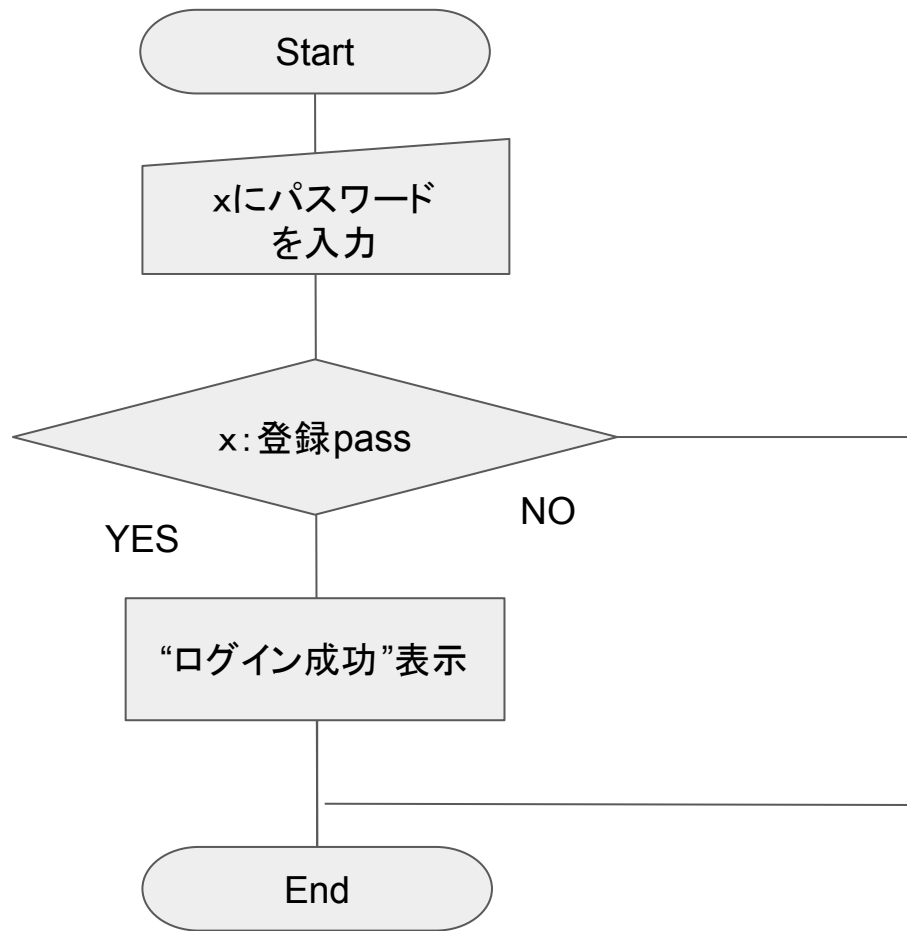 Start
xにパスワード
を入力
x：登録pass
NO
YES
“ログイン成功”表示
End